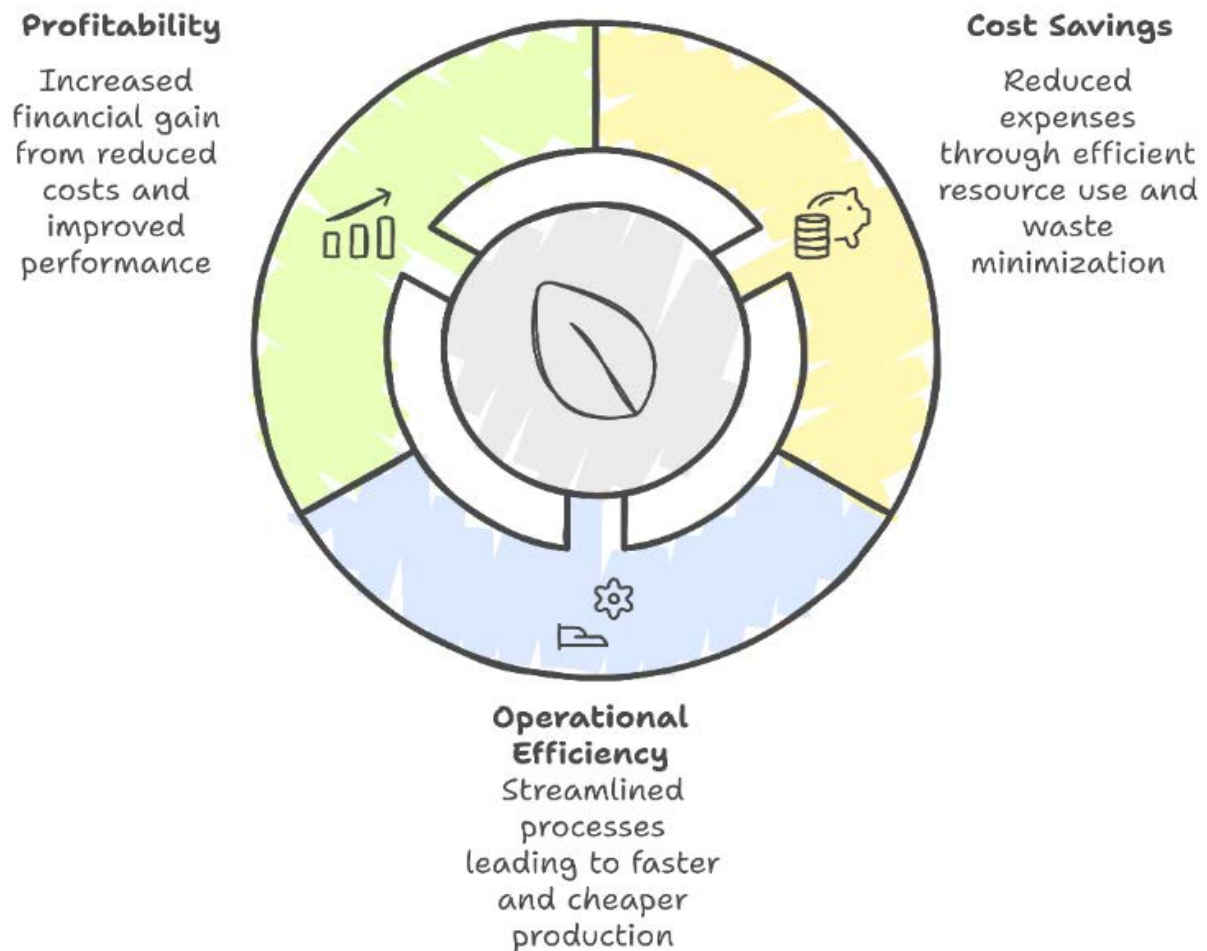 Profitability
Increased
financial gain
from reduced
costs and
improved
performance
Cost Savings
Reduced
expenses
through efficient
resource use and
waste
minimization
Operational
Efficiency
Streamlined
processes
leading to faster
and cheaper
production